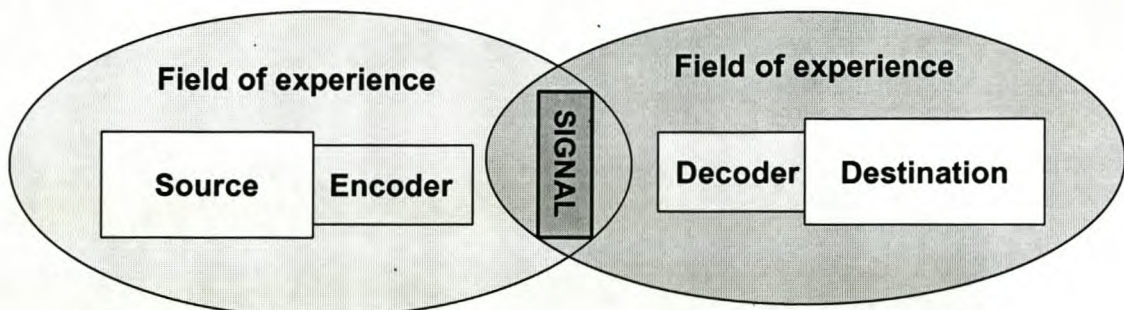 Field of experience
Source
Encoder
SIGNAL
Field of experience
Decoder
Destination